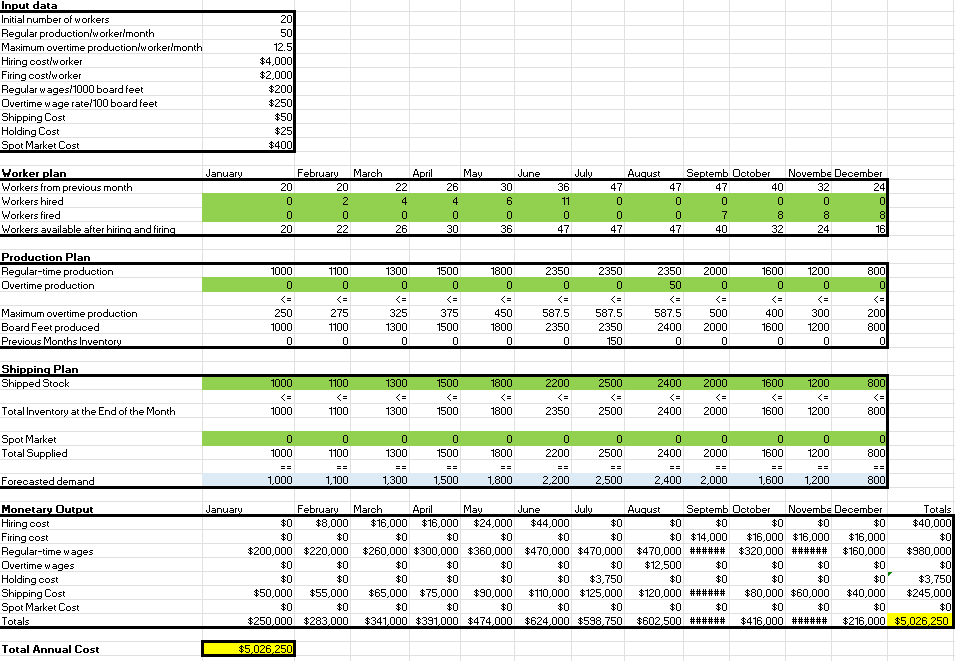 Input data
Initial number of workers 20
Regular production/worker/month 50
Maximum overtime production/worker/month 12.5
Hiring cost/worker $4,000
Firing cost/worker $2,000
Regular wages/1000 board feet $200
Overtime wage rate/100 board feet $250
Shipping Cost $50
Holding Cost $25
Spot Market Cost $400
Worker plan January February March April May June July August Septemb October Novembe December
Workers from previous month 20 20 22 26 30 36 47 47 47 40 32 24
Workers hired 0 2 4 4 6 11 0 0 0 0 0 0
Workers fired 0 0 0 0 0 0 0 0 7 8 8 8
Workers available after hiring and firing 20 22 26 30 36 47 47 47 40 32 24 16
Production Plan
Regular-time production 1000 1100 1300 1500 1800 2350 2350 2350 2000 1600 1200 800
Overtime production 0 0 0 0 0 0 0 50 0 0 0 0
<= <= <= <= <= <= <= <= <= <= <= <=
Maximum overtime production 250 275 325 375 450 587.5 587.5 587.5 500 400 300 200
Board Feet produced 1000 1100 1300 1500 1800 2350 2350 2400 2000 1600 1200 800
Previous Months Inventory 0 0 0 0 0 0 150 0 0 0 0 0
Shipping Plan
Shipped Stock 1000 1100 1300 1500 1800 2200 2500 2400 2000 1600 1200 800
<= <= <= <= <= <= <= <= <= <= <= <=
Total Inventory at the End of the Month 1000 1100 1300 1500 1800 2350 2500 2400 2000 1600 1200 800
Spot Market 0 0 0 0 0 0 0 0 0 0 0 0
Total Supplied 1000 1100 1300 1500 1800 2200 2500 2400 2000 1600 1200 800
== == == == == == == == == == == ==
Forecasted demand 1,000 1,100 1,300 1,500 1,800 2,200 2,500 2,400 2,000 1,600 1,200 800
Monetary Output January February March April May June July August Septemb October Novembe December Totals
Hiring cost $0 $8,000 $16,000 $16,000 $24,000 $44,000 $0 $0 $0 $0 $0 $0 $40,000
Firing cost $0 $0 $0 $0 $0 $0 $0 $0 $14,000 $16,000 $16,000 $16,000 $0
Regular-time wages $200,000 $220,000 $260,000 $300,000 $360,000 $470,000 $470,000 $470,000 ###### $320,000 ###### $160,000 $980,000
Overtime wages $0 $0 $0 $0 $0 $0 $0 $12,500 $0 $0 $0 $0 $0
Holding cost $0 $0 $0 $0 $0 $0 $3,750 $0 $0 $0 $0 $0 $3,750
Shipping Cost $50,000 $55,000 $65,000 $75,000 $90,000 $110,000 $125,000 $120,000 ###### $80,000 $60,000 $40,000 $245,000
Spot Market Cost $0 $0 $0 $0 $0 $0 $0 $0 $0 $0 $0 $0 $0
Totals $250,000 $283,000 $341,000 $391,000 $474,000 $624,000 $598,750 $602,500 ###### $416,000 ###### $216,000 $5,026,250
Total Annual Cost $5,026,250